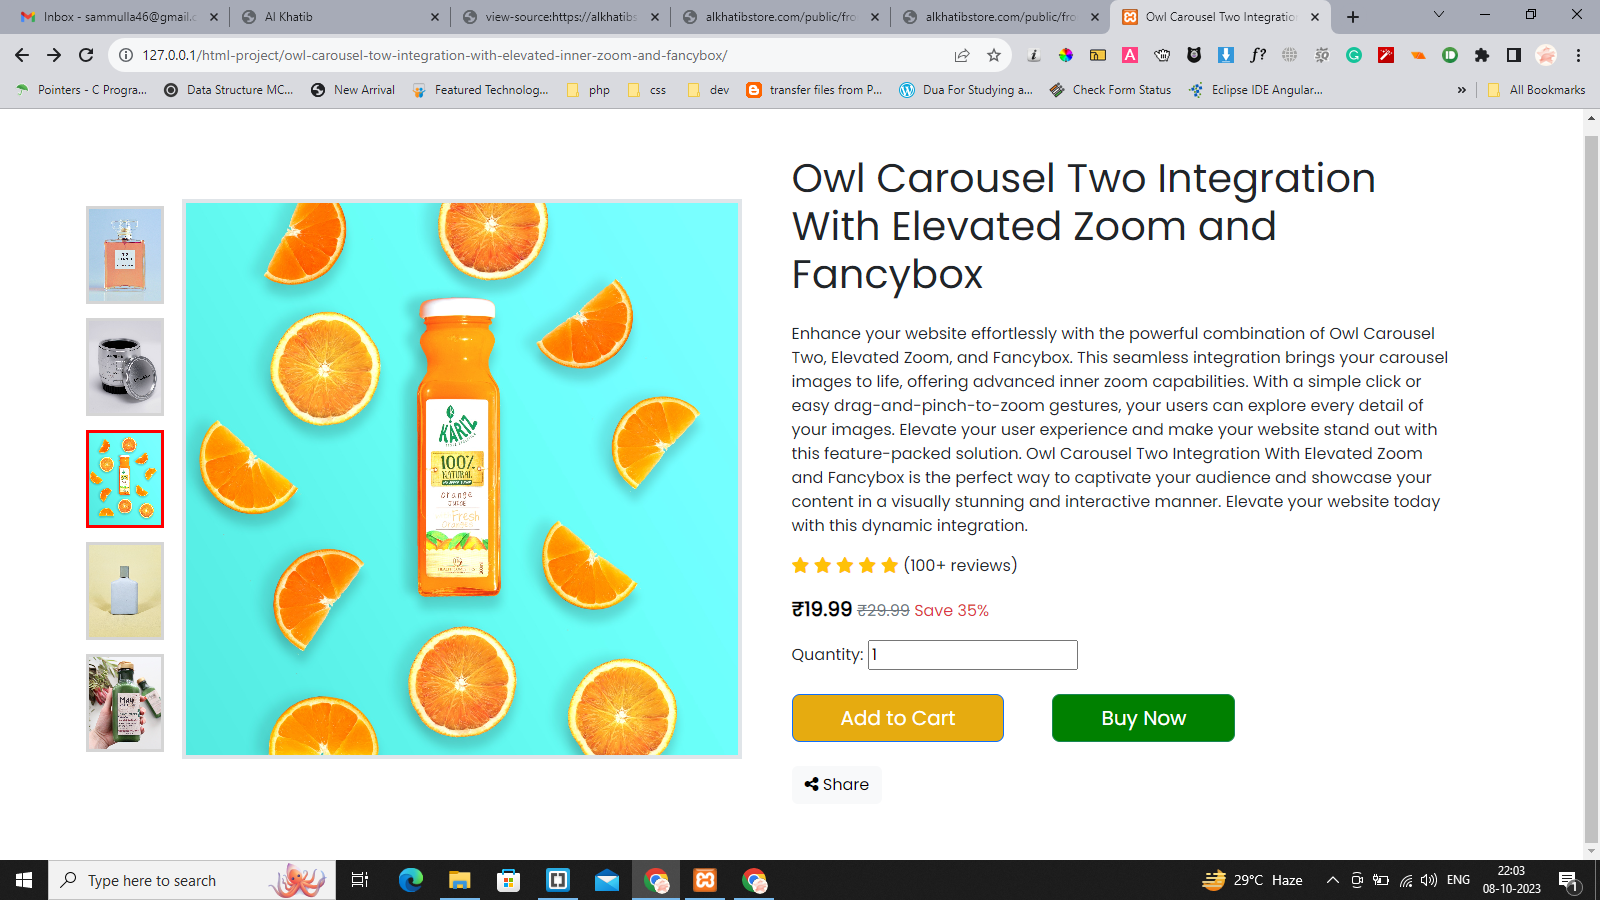 Inbox - sammulla46@gmail.c
Al Khatib
view-source:https://alkhatibs
alkhatibstore.com/public/fro
alkhatibstore.com/public/fro
Owl Carousel Two Integration
127.0.0.1/html-project/owl-carousel-tow-integration-with-elevated-inner-zoom-and-fancybox/
Pointers - C Progra...
Data Structure MC...
New Arrival
Featured Technolog...
php
css
dev
transfer files from P...
Dua For Studying a...
Check Form Status
Eclipse IDE Angular...
»
All Bookmarks
Owl Carousel Two Integration
With Elevated Zoom and
Fancybox
Enhance your website effortlessly with the powerful combination of Owl Carousel
Two, Elevated Zoom, and Fancybox. This seamless integration brings your carousel
images to life, offering advanced inner zoom capabilities. With a simple click or
easy drag-and-pinch-to-zoom gestures, your users can explore every detail of
your images. Elevate your user experience and make your website stand out with
this feature-packed solution. Owl Carousel Two Integration With Elevated Zoom
and Fancybox is the perfect way to captivate your audience and showcase your
content in a visually stunning and interactive manner. Elevate your website today
with this dynamic integration.
(100+ reviews)
₹19.99 ₹29.99 Save 35%
Quantity: 1
Add to Cart
Buy Now
Share
KARIZ
100%
NATURAL
orange
Fresh
Type here to search
29°C Haze
ENG
22:03
08-10-2023
1